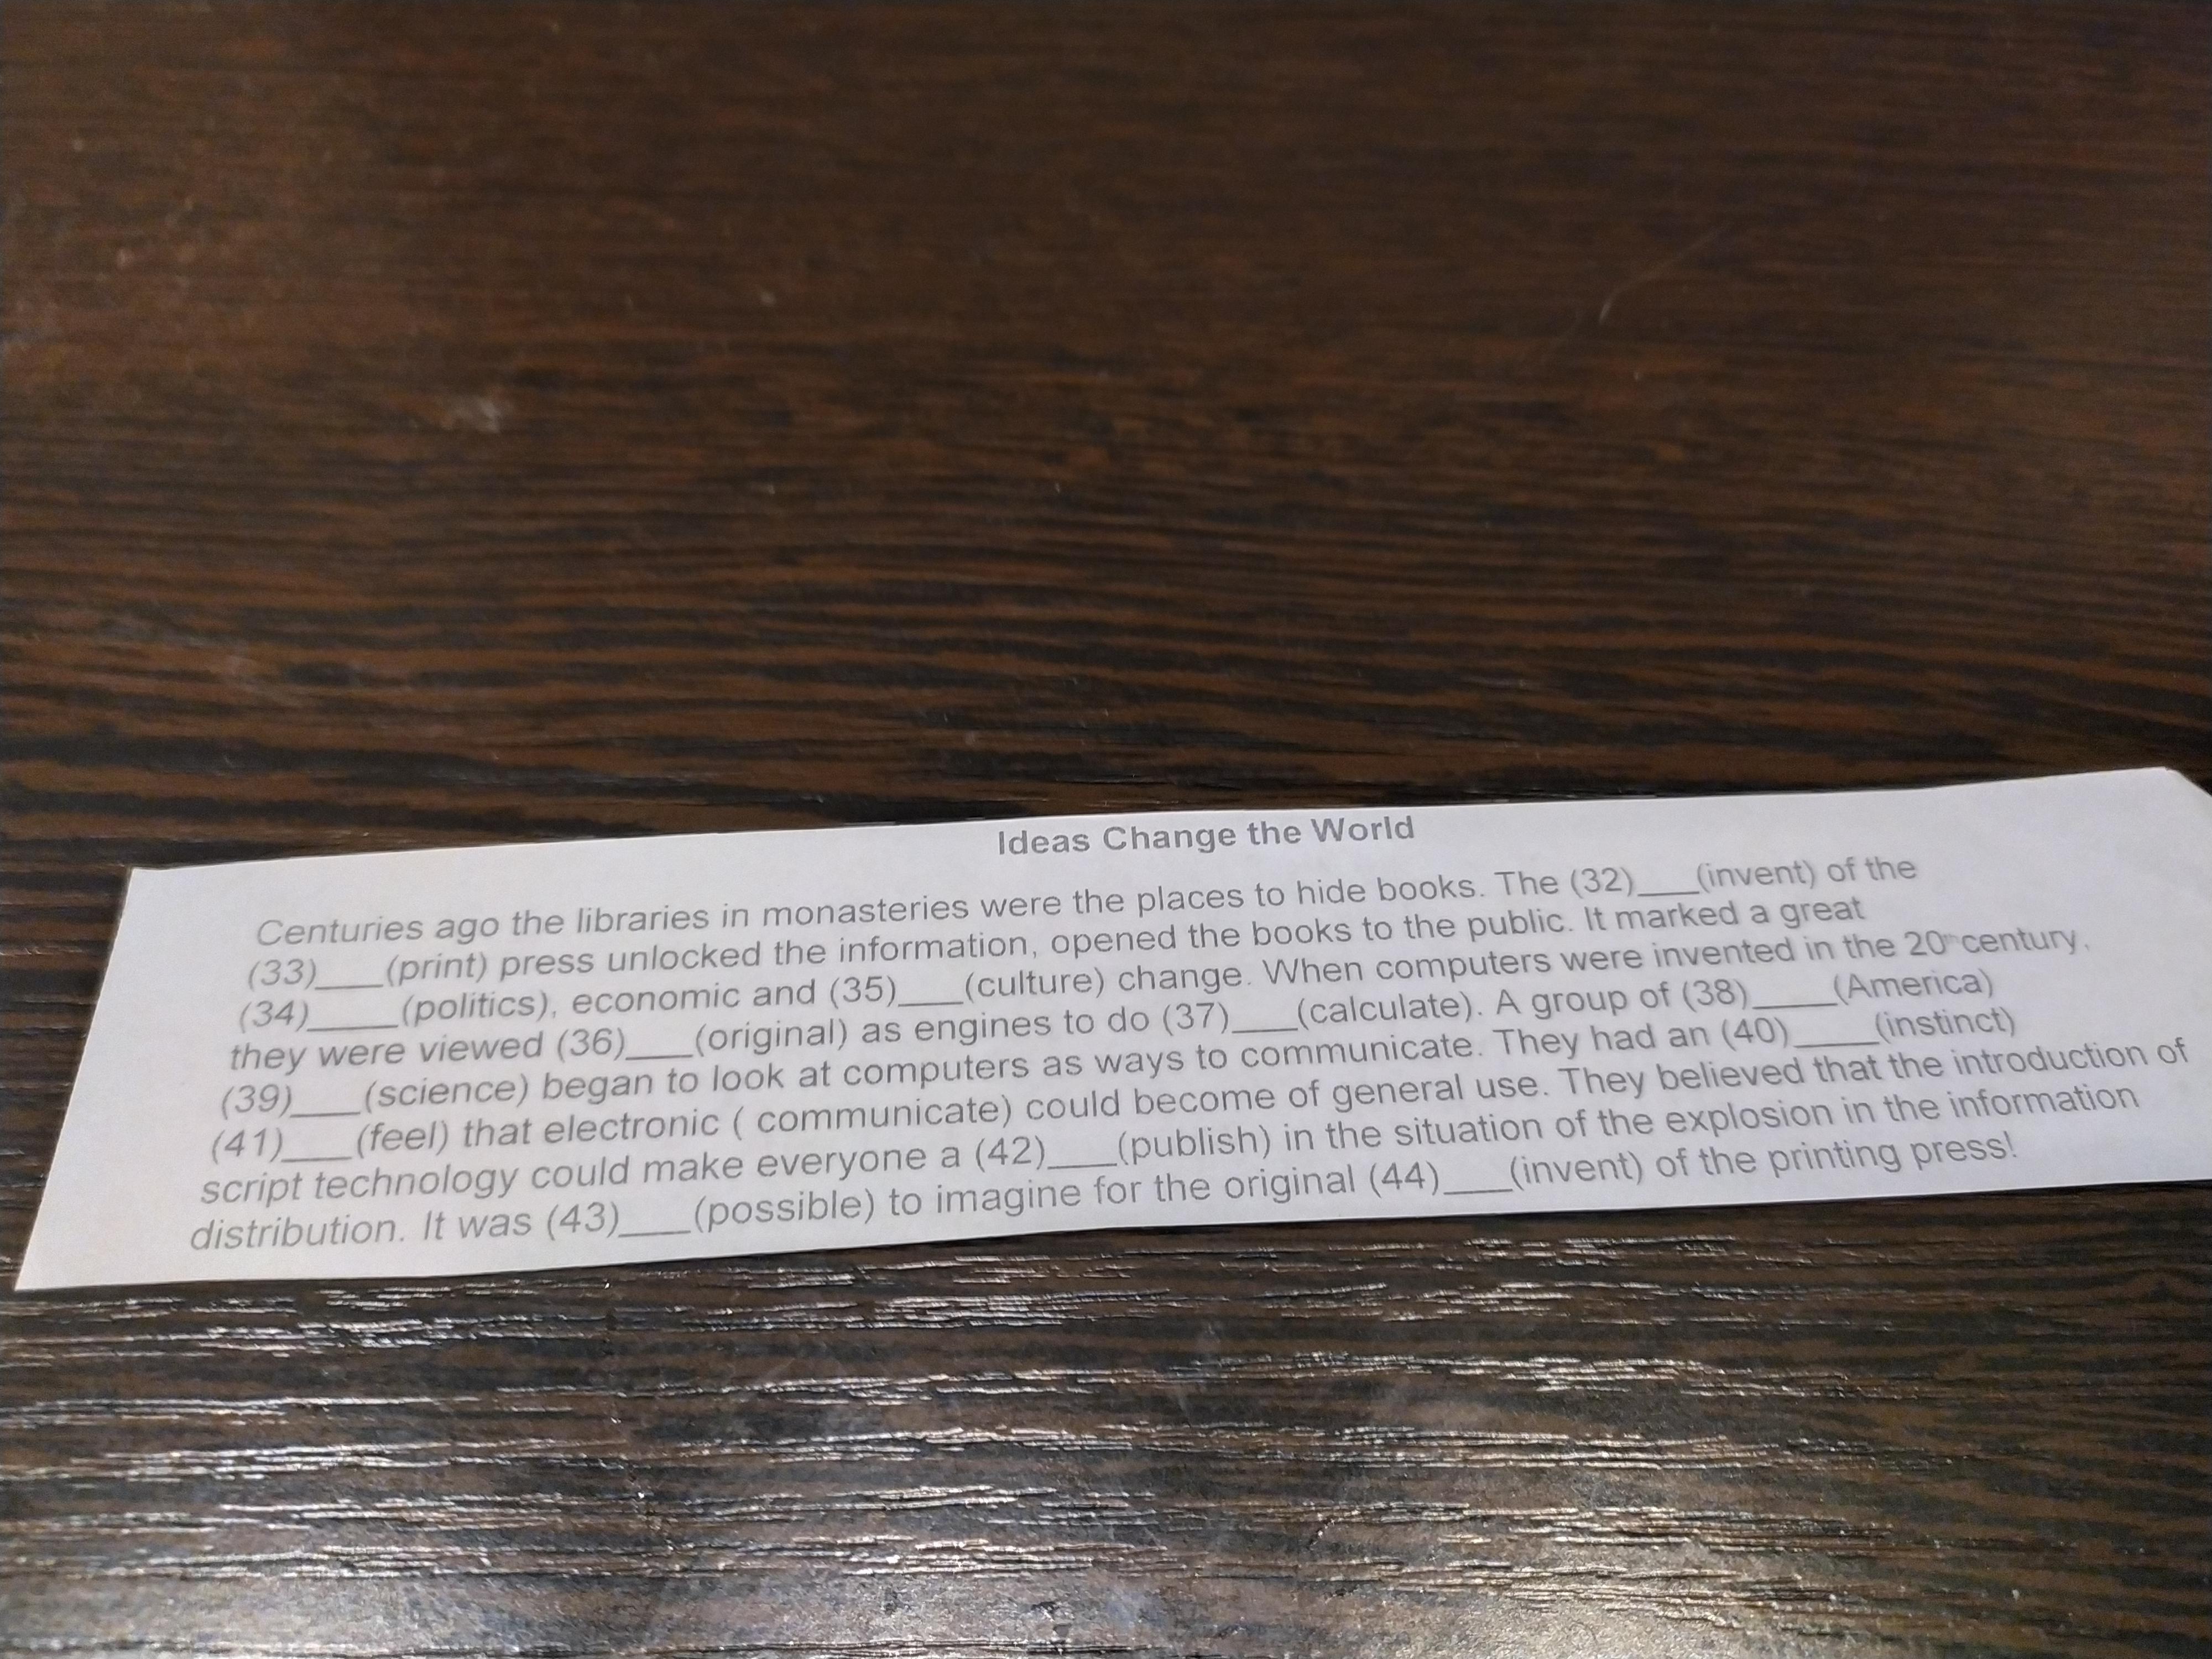 Ideas Change the World
Centuries ago the libraries in monasteries were the places to hide books. The (32)___(invent) of the
(33)___(print) press unlocked the information, opened the books to the public. It marked a great
(34)____(politics), economic and (35)___(culture) change. When computers were invented in the 20th century,
they were viewed (36)___(original) as engines to do (37)___(calculate). A group of (38)____(America)
(39)___(science) began to look at computers as ways to communicate. They had an (40)____(instinct)
(41)___(feel) that electronic ( communicate) could become of general use. They believed that the introduction of
script technology could make everyone a (42)___(publish) in the situation of the explosion in the information
distribution. It was (43)___(possible) to imagine for the original (44)___(invent) of the printing press!